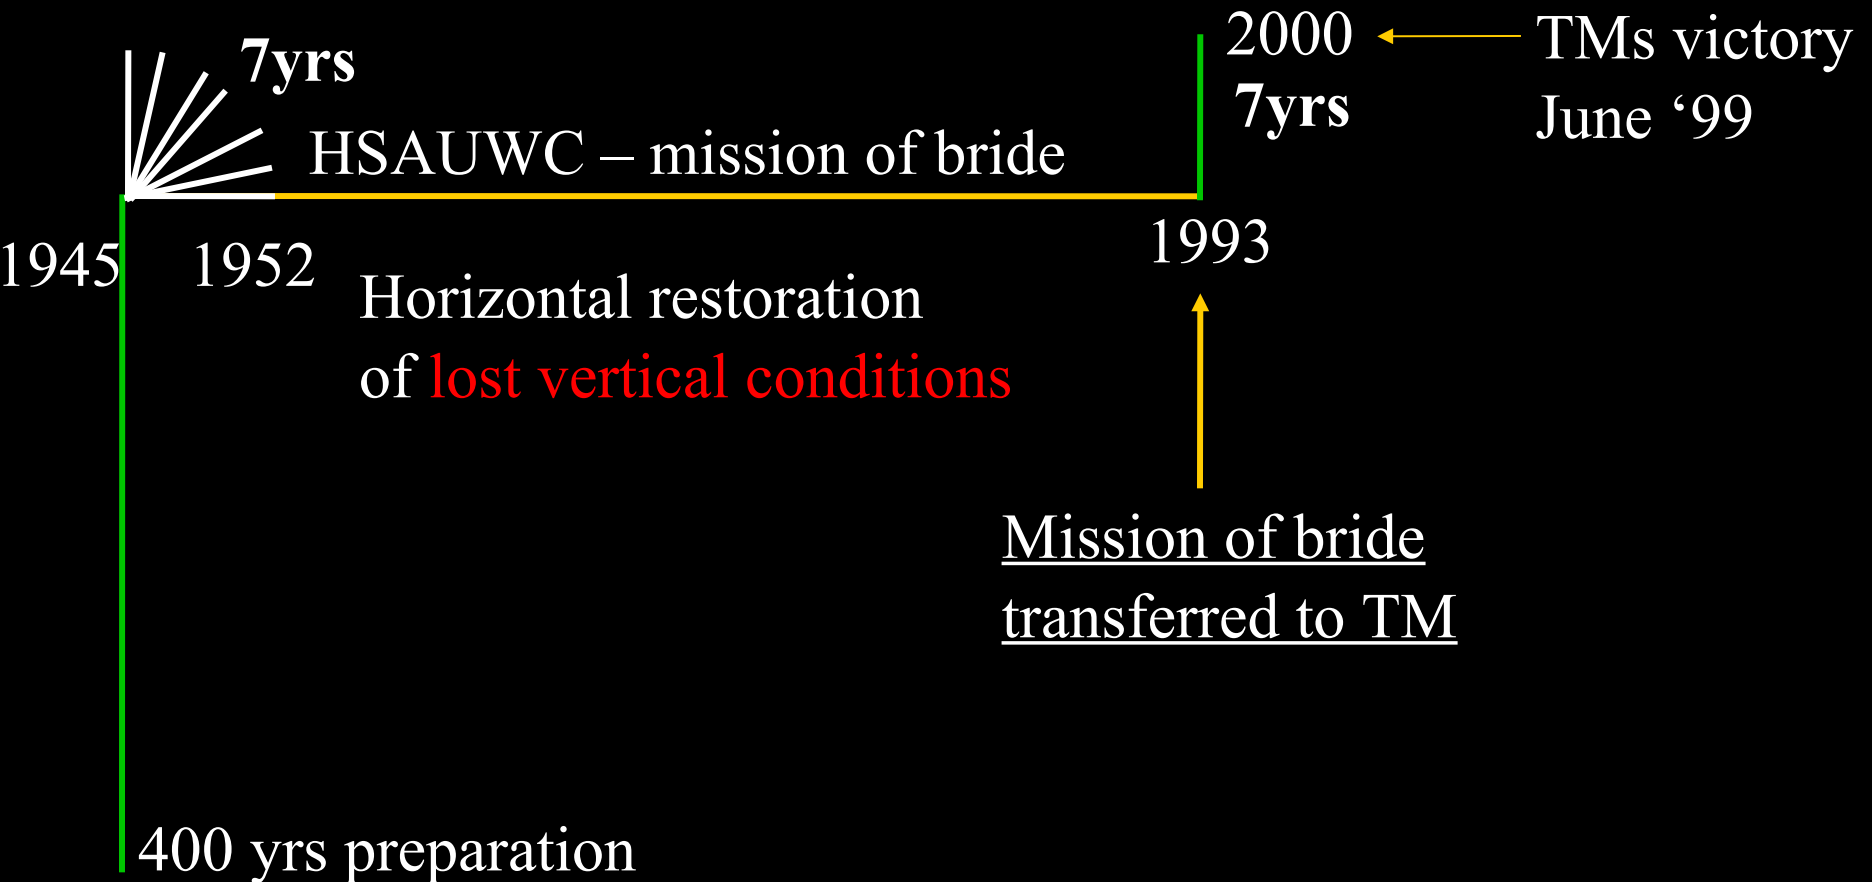 7yrs
2000
TMs victory
7yrs
June ‘99
HSAUWC – mission of bride
1945
1952
1993
Horizontal restoration
of lost vertical conditions
Mission of bride
transferred to TM
400 yrs preparation